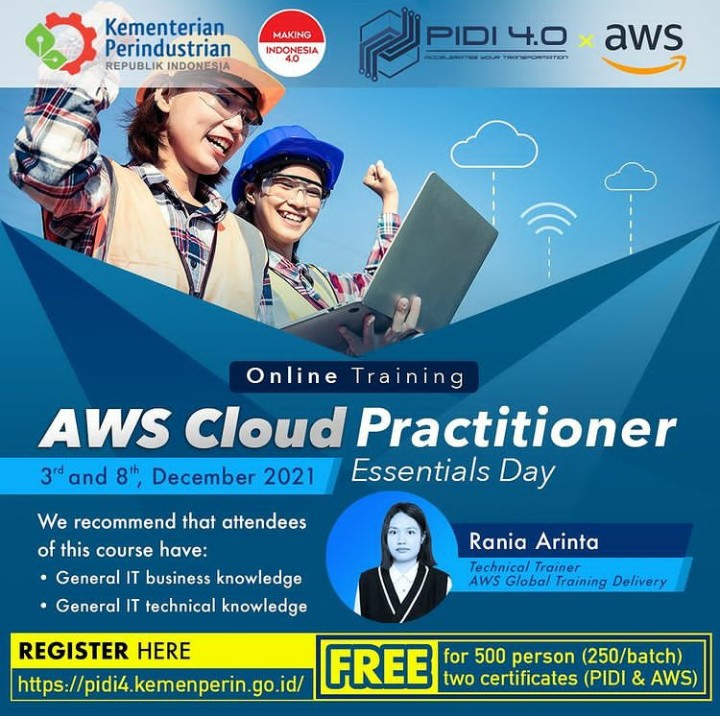 Kementerian
Perindustrian
REPUBLIK INDONESIA
MAKING
INDONESIA
4.0
PIDI 4.0
ACCELERATE YOUR TRANSFORMATION
x
aws
Online Training
AWS Cloud Practitioner
Essentials Day
3rd and 8th, December 2021
We recommend that attendees
of this course have:
• General IT business knowledge
• General IT technical knowledge
Rania Arinta
Technical Trainer
AWS Global Training Delivery
REGISTER HERE
https://pidi4.kemenperin.go.id/
FREE
for 500 person (250/batch)
two certificates (PIDI & AWS)